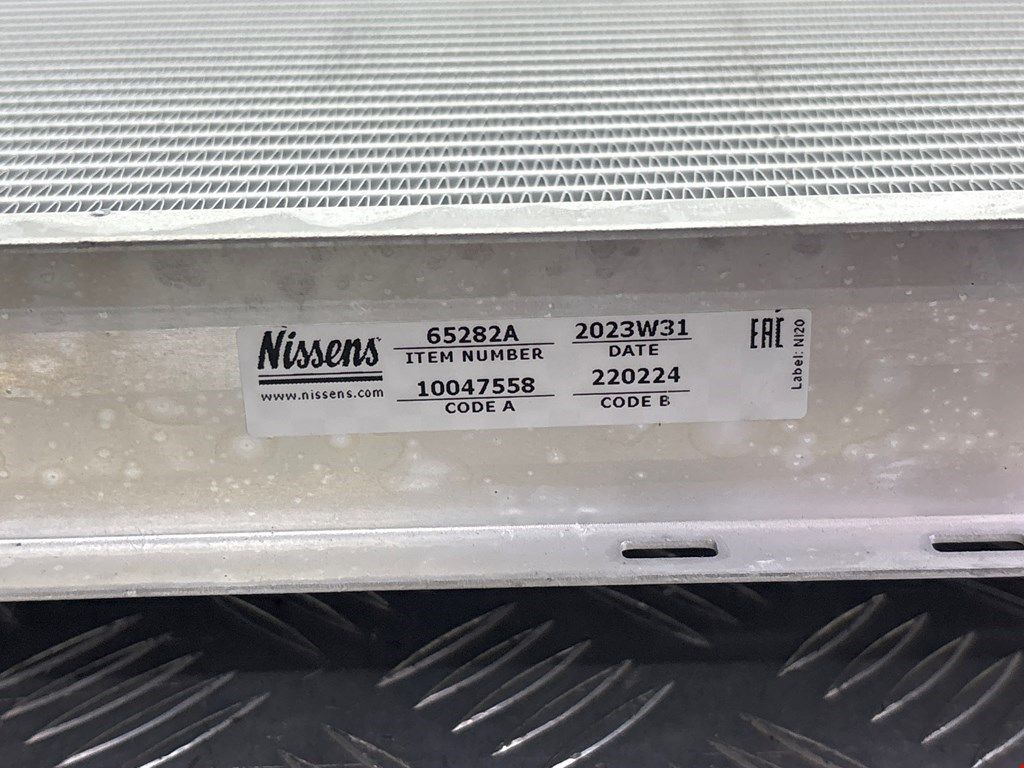 Nissens
www.nissens.com
65282A
ITEM NUMBER
10047558
CODE A
2023W31
DATE
220224
CODE B
EAC
Label: NI20